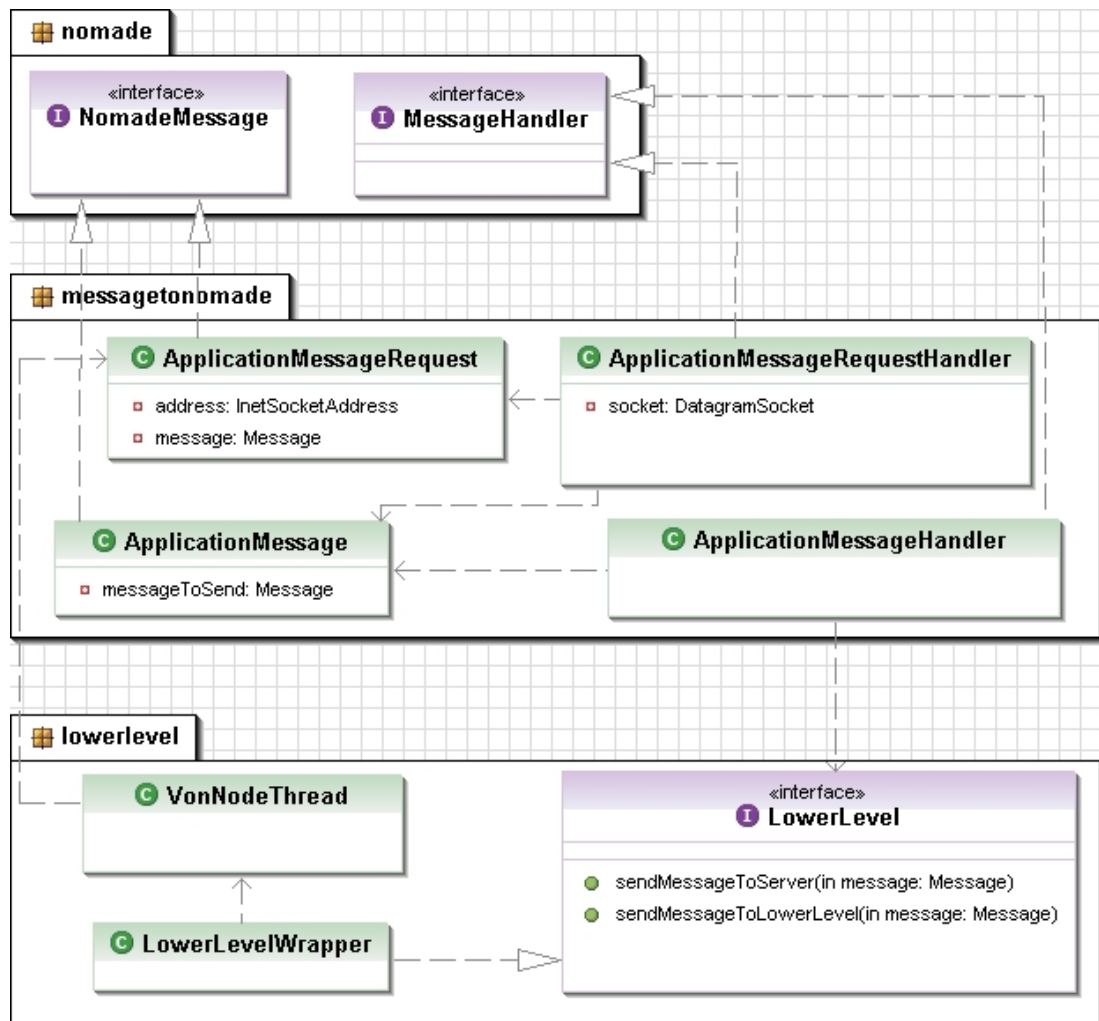 nomade
«interface»
NomadeMessage
«interface»
MessageHandler
messagetonomade
ApplicationMessageRequest
address: InetSocketAddress
message: Message
ApplicationMessageRequestHandler
socket: DatagramSocket
ApplicationMessage
messageToSend: Message
ApplicationMessageHandler
lowerlevel
VonNodeThread
LowerLevelWrapper
«interface»
LowerLevel
sendMessageToServer(in message: Message)
sendMessageToLowerLevel(in message: Message)